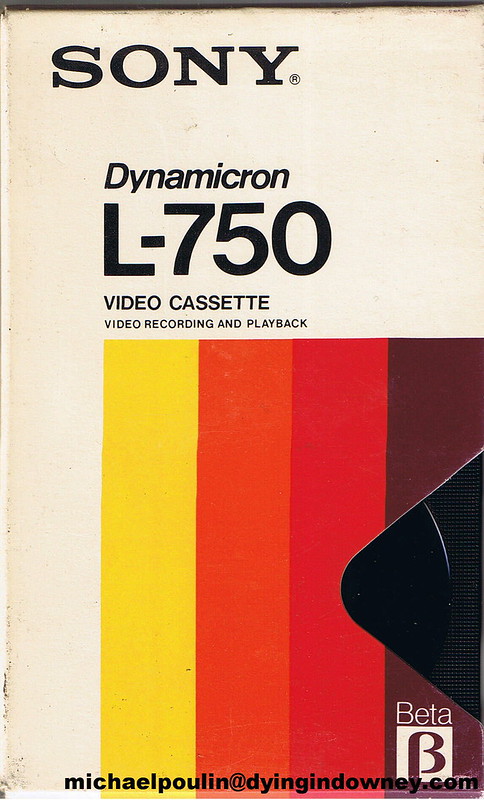 SONY®
Dynamicron
L-750
VIDEO CASSETTE
VIDEO RECORDING AND PLAYBACK
Beta
β
michaelpoulin@dyingindowney.com